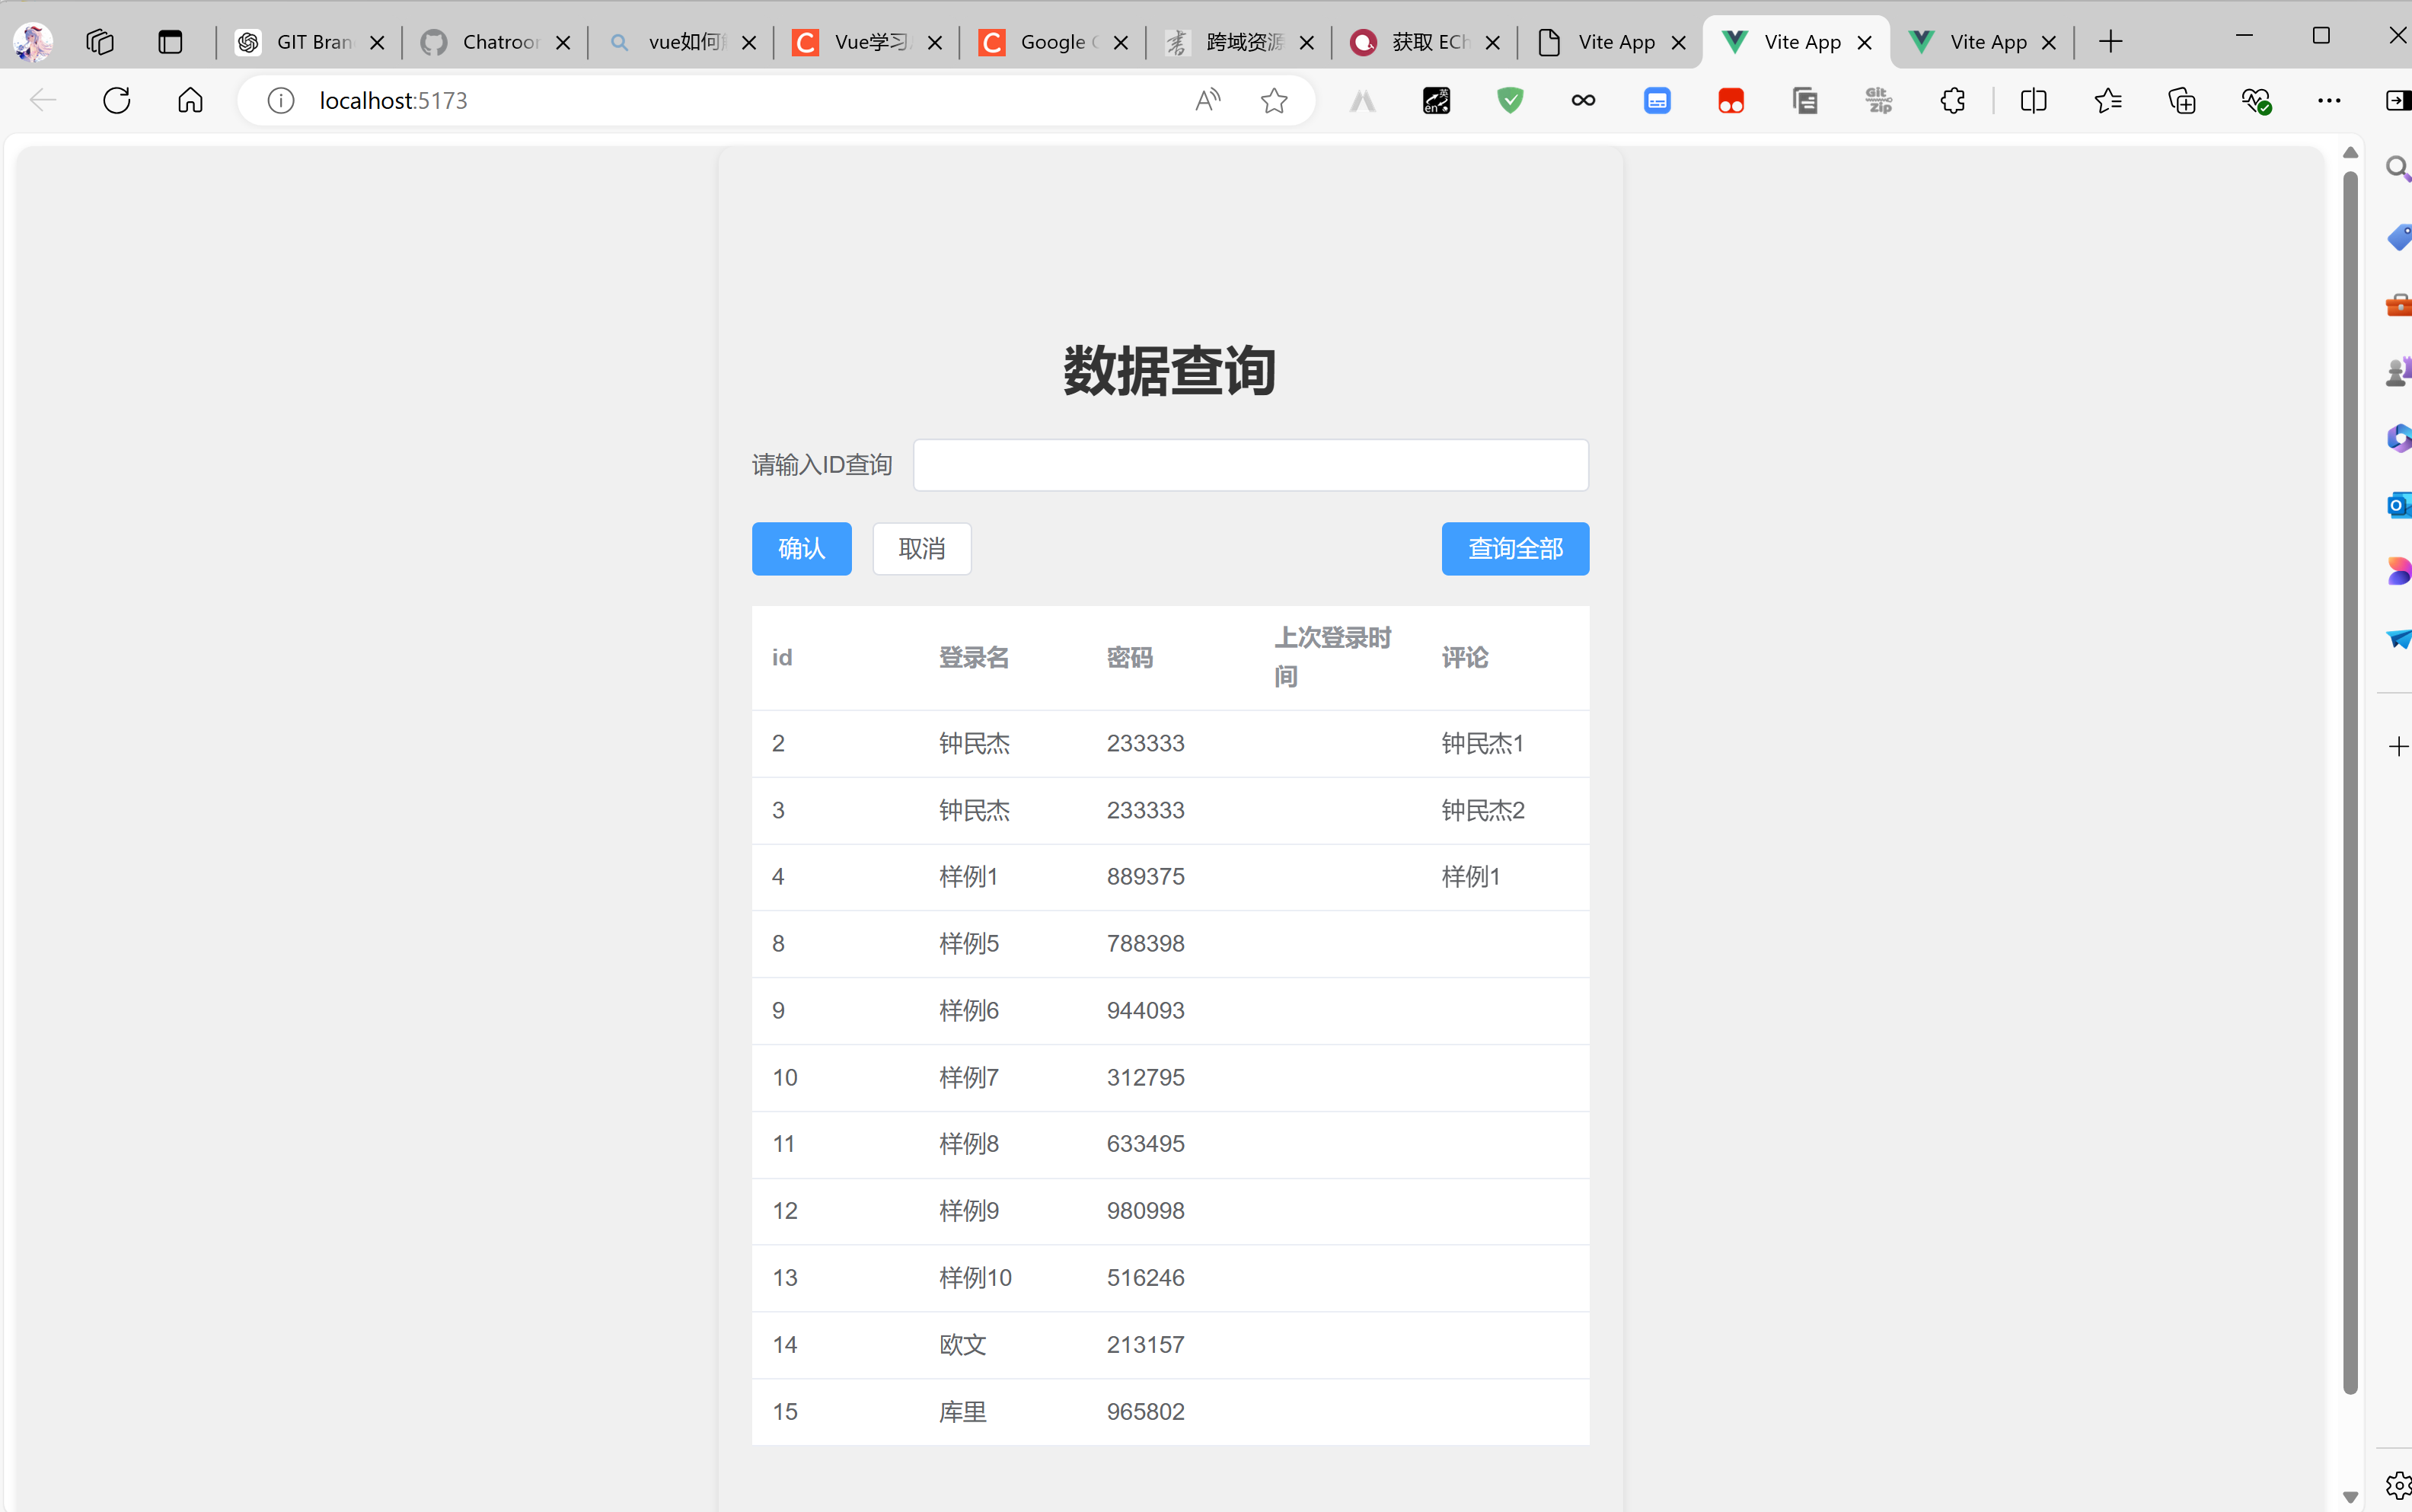 GIT Bran
Chatroor
vue如何
Vue学习
Google C
跨域资源
获取 ECh
Vite App
Vite App
Vite App
localhost:5173
数据查询
请输入ID查询
确认 取消 查询全部
id 登录名 密码 上次登录时间 评论
2 钟民杰 233333 钟民杰1
3 钟民杰 233333 钟民杰2
4 样例1 889375 样例1
8 样例5 788398
9 样例6 944093
10 样例7 312795
11 样例8 633495
12 样例9 980998
13 样例10 516246
14 欧文 213157
15 库里 965802